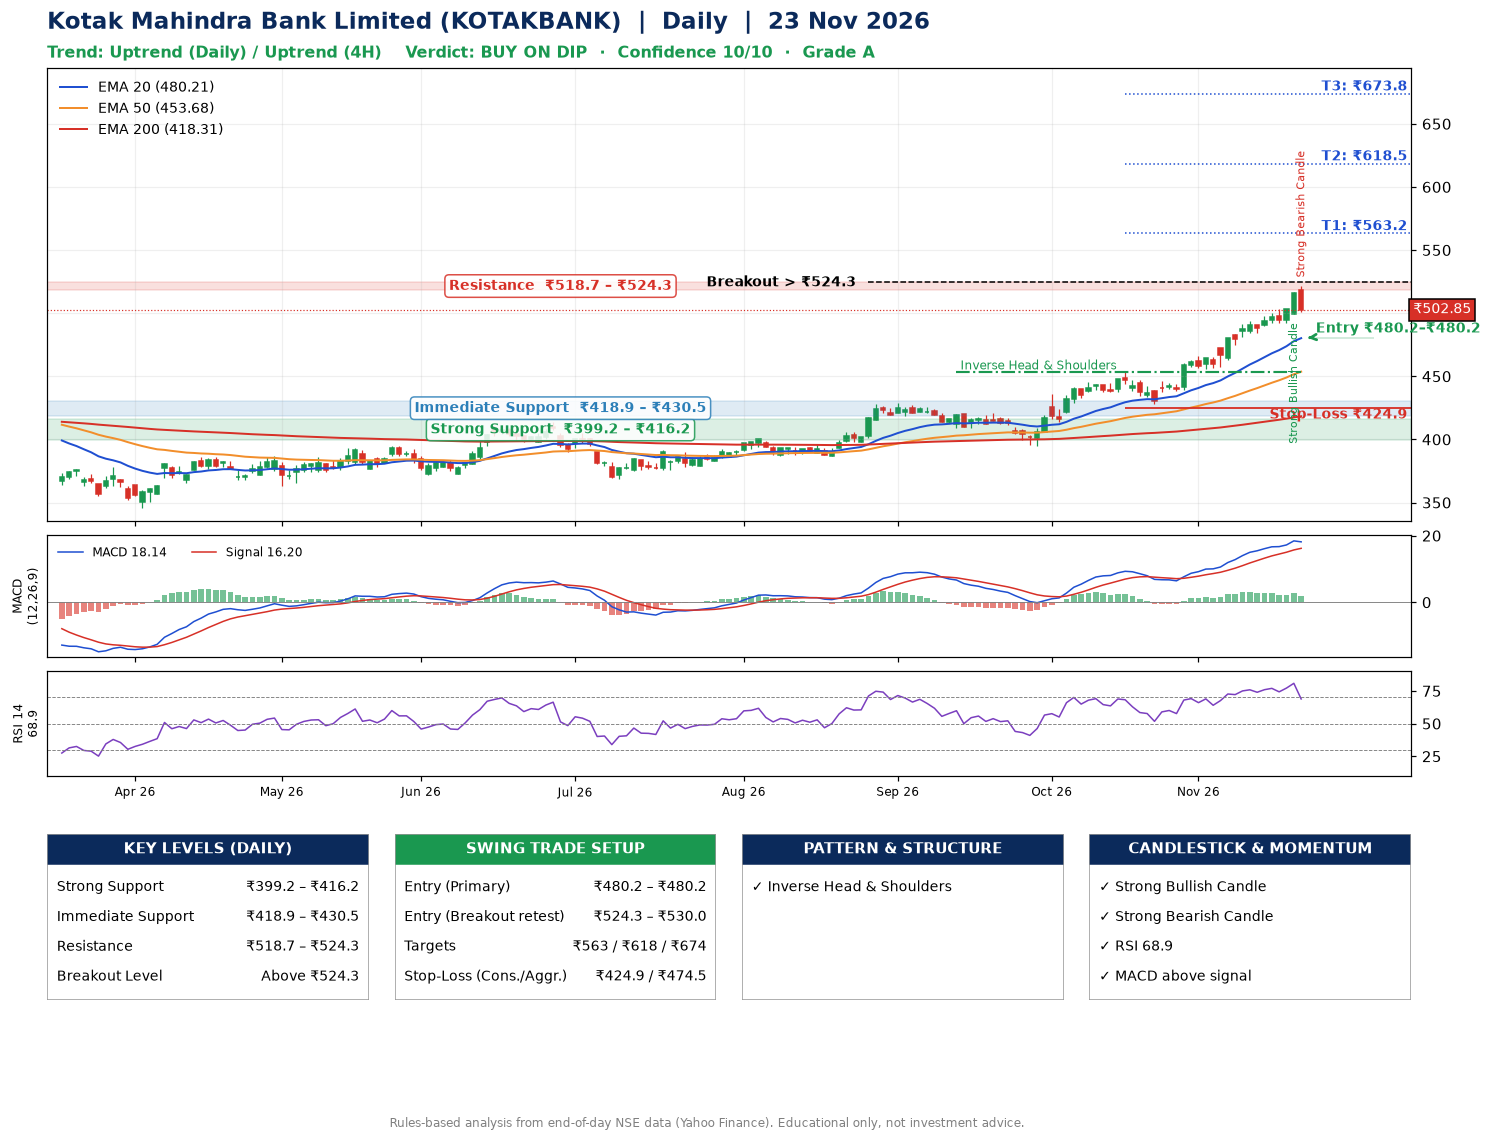 Kotak Mahindra Bank Limited (KOTAKBANK) | Daily | 23 Nov 2026
Trend: Uptrend (Daily) / Uptrend (4H) Verdict: BUY ON DIP · Confidence 10/10 · Grade A
EMA 20 (480.21)
EMA 50 (453.68)
EMA 200 (418.31)
T3: ₹673.8
T2: ₹618.5
T1: ₹563.2
Strong Bearish Candle
Resistance ₹518.7 – ₹524.3
Breakout > ₹524.3
₹502.85
Entry ₹480.2–₹480.2
Inverse Head & Shoulders
Strong Bullish Candle
Immediate Support ₹418.9 – ₹430.5
Stop-Loss ₹424.9
Strong Support ₹399.2 – ₹416.2
650
600
550
450
400
350
MACD 18.14
Signal 16.20
MACD
(12,26,9)
20
0
RSI 14
68.9
75
50
25
Apr 26
May 26
Jun 26
Jul 26
Aug 26
Sep 26
Oct 26
Nov 26
KEY LEVELS (DAILY)
Strong Support ₹399.2 – ₹416.2
Immediate Support ₹418.9 – ₹430.5
Resistance ₹518.7 – ₹524.3
Breakout Level Above ₹524.3
SWING TRADE SETUP
Entry (Primary) ₹480.2 – ₹480.2
Entry (Breakout retest) ₹524.3 – ₹530.0
Targets ₹563 / ₹618 / ₹674
Stop-Loss (Cons./Aggr.) ₹424.9 / ₹474.5
PATTERN & STRUCTURE
✓ Inverse Head & Shoulders
CANDLESTICK & MOMENTUM
✓ Strong Bullish Candle
✓ Strong Bearish Candle
✓ RSI 68.9
✓ MACD above signal
Rules-based analysis from end-of-day NSE data (Yahoo Finance). Educational only, not investment advice.